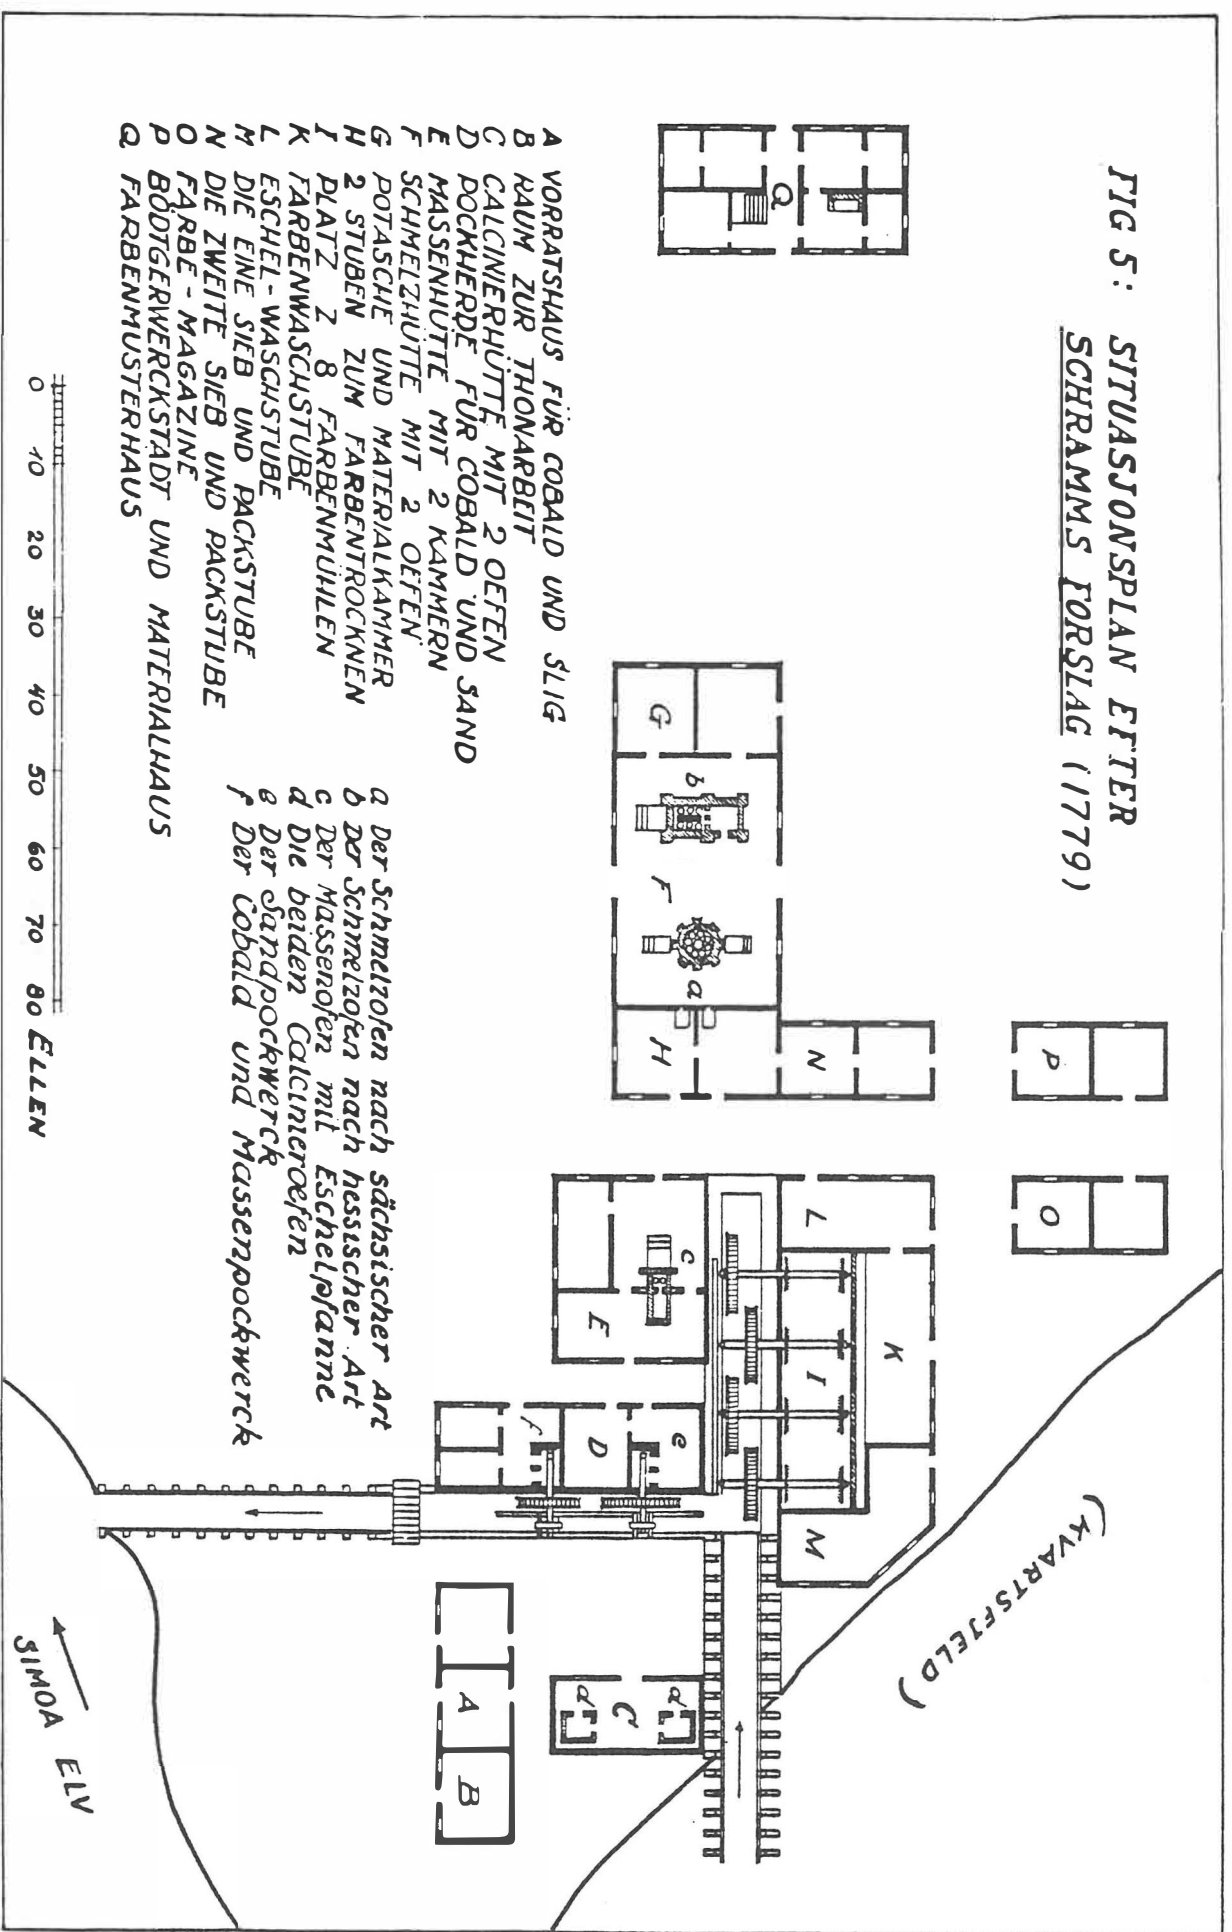 FIG 5: SITUASJONSPLAN EFTER
SCHRAMMS FORSLAG (1779)
(KVARTSFJELD)
Q
P
O
G
b
F
a
H
N
L
K
I
M
c
E
f
D
e
A
B
C
d
d
A VORRATSHAUS FÜR COBALD UND SLIG
B RAUM ZUR THONARBEIT
C CALCINIERHÜTTE MIT 2 OEFEN
D POCKHERDE FÜR COBALD UND SAND
E MASSENHÜTTE MIT 2 KAMMERN
F SCHMELZHÜTTE MIT 2 OEFEN
G POTASCHE UND MATERIALKAMMER
H 2 STUBEN ZUM FARBENTROCKNEN
I PLATZ Z 8 FARBENMÜHLEN
K FARBENWASCHSTUBE
L ESCHEL-WASCHSTUBE
M DIE EINE SIEB UND PACKSTUBE
N DIE ZWEITE SIEB UND PACKSTUBE
O FARBE-MAGAZINE
P BÖDTGERWERCKSTADT UND MATERIALHAUS
Q FARBENMUSTERHAUS
a Der Schmelzofen nach sächsischer Art
b Der Schmelzofen nach hessischer Art
c Der Massenofen mit Eschelpfanne
d Die beiden Calcineroefen
e Der Sandpockwerck
f Der Cobald und Massenpockwerck
0 10 20 30 40 50 60 70 80 ELLEN
SIMOA ELV